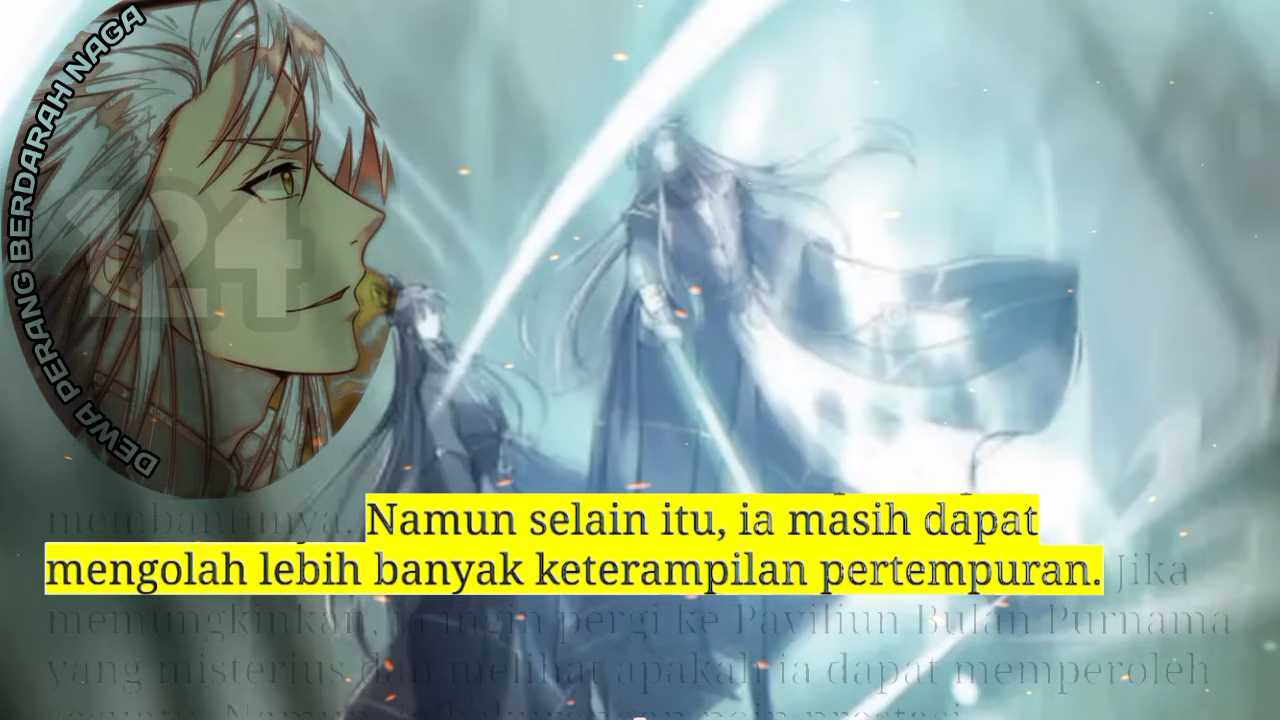 DEWA PERANG BERDARAH NAGA
124
membantunya. Namun selain itu, ia masih dapat
mengolah lebih banyak keterampilan pertempuran. Jika
memungkinkan, ia ingin pergi ke Paviliun Bulan Purnama
yang misterius dan melihat apakah ia dapat memperoleh